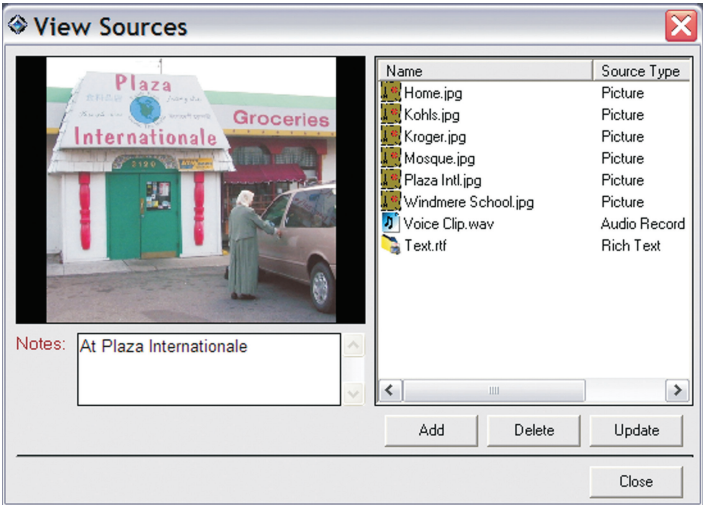 View Sources
Plaza
Internationale
Groceries
2120
Notes:
At Plaza Internationale
Name Source Type
Home.jpg Picture
Kohls.jpg Picture
Kroger.jpg Picture
Mosque.jpg Picture
Plaza Intl.jpg Picture
Windmere School.jpg Picture
Voice Clip.wav Audio Record
Text.rtf Rich Text
Add Delete Update
Close